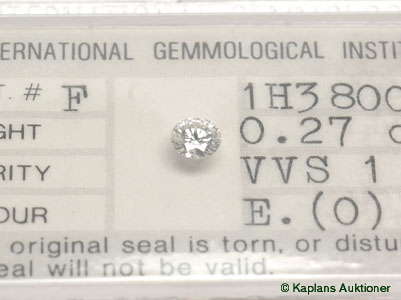 ERNATIONAL GEMMOLOGICAL INSTI
T. # F 1H3800
GHT 0.27 c
RITY VVS 1
OUR E. (0)
original seal is torn, or distu
eal will not be valid.
© Kaplans Auktioner